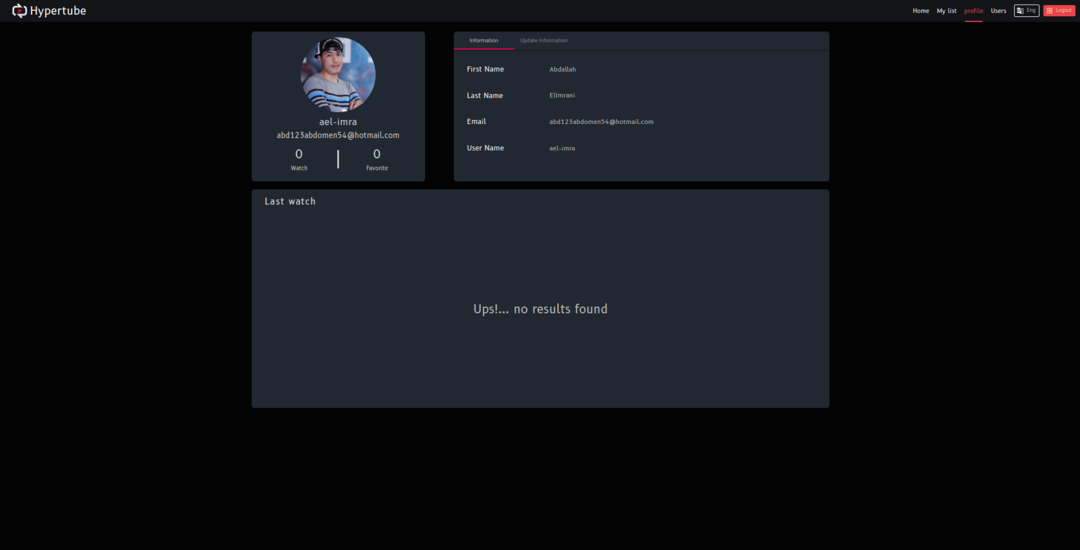 Hypertube
Home My list profile Users Eng Logout
ael-imra
abd123abdomen54@hotmail.com
0 0
Watch Favorite
Information Update Information
First Name Abdallah
Last Name ElImrani
Email abd123abdomen54@hotmail.com
User Name ael-imra
Last watch
Ups!... no results found